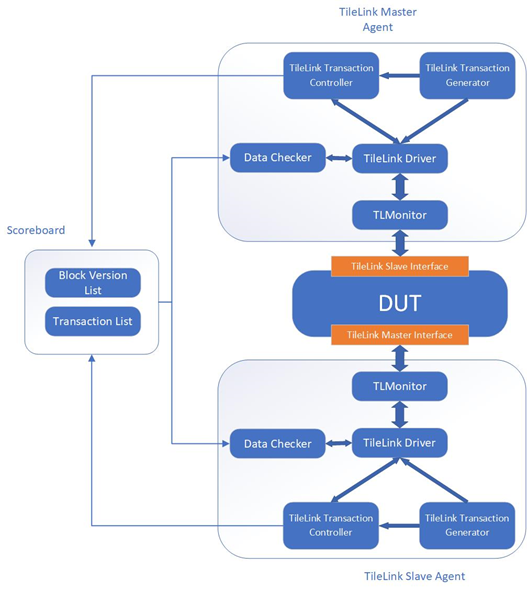 TileLink Master
Agent
TileLink Transaction
Controller
TileLink Transaction
Generator
Data Checker
TileLink Driver
TLMonitor
Scoreboard
Block Version
List
Transaction List
TileLink Slave Interface
DUT
TileLink Master Interface
TLMonitor
Data Checker
TileLink Driver
TileLink Transaction
Controller
TileLink Transaction
Generator
TileLink Slave Agent